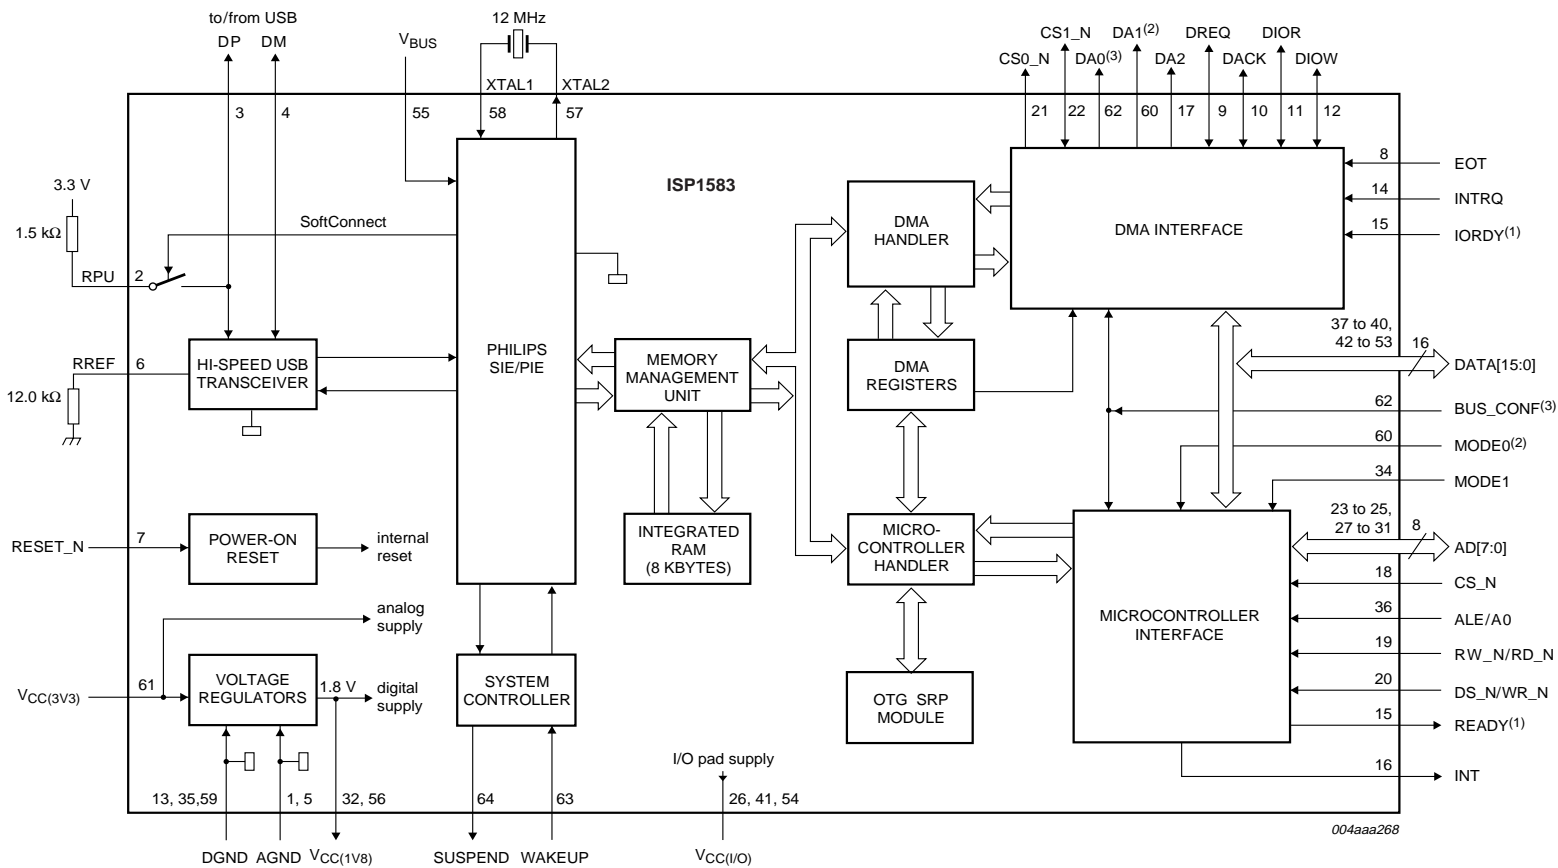 to/from USB
DP DM
VBUS
12 MHz
XTAL1 XTAL2
3 4 55 58 57
CS0_N CS1_N DA0(3) DA1(2) DA2 DREQ DACK DIOR DIOW
21 22 62 60 17 9 10 11 12
ISP1583
3.3 V
1.5 kΩ
RPU 2
SoftConnect
RREF 6
12.0 kΩ
HI-SPEED USB
TRANSCEIVER
PHILIPS
SIE/PIE
MEMORY
MANAGEMENT
UNIT
INTEGRATED
RAM
(8 KBYTES)
DMA
HANDLER
DMA
REGISTERS
MICRO-
CONTROLLER
HANDLER
OTG SRP
MODULE
DMA INTERFACE
8 EOT
14 INTRQ
15 IORDY(1)
37 to 40,
42 to 53
16
DATA[15:0]
62 BUS_CONF(3)
60 MODE0(2)
34 MODE1
23 to 25,
27 to 31
8
AD[7:0]
18 CS_N
36 ALE/A0
19 RW_N/RD_N
20 DS_N/WR_N
15 READY(1)
16 INT
MICROCONTROLLER
INTERFACE
RESET_N 7
POWER-ON
RESET
internal
reset
analog
supply
VCC(3V3) 61
VOLTAGE
REGULATORS
1.8 V
digital
supply
SYSTEM
CONTROLLER
I/O pad supply
13, 35,59 1, 5 32, 56 64 63 26, 41, 54
DGND AGND VCC(1V8) SUSPEND WAKEUP VCC(I/O)
004aaa268